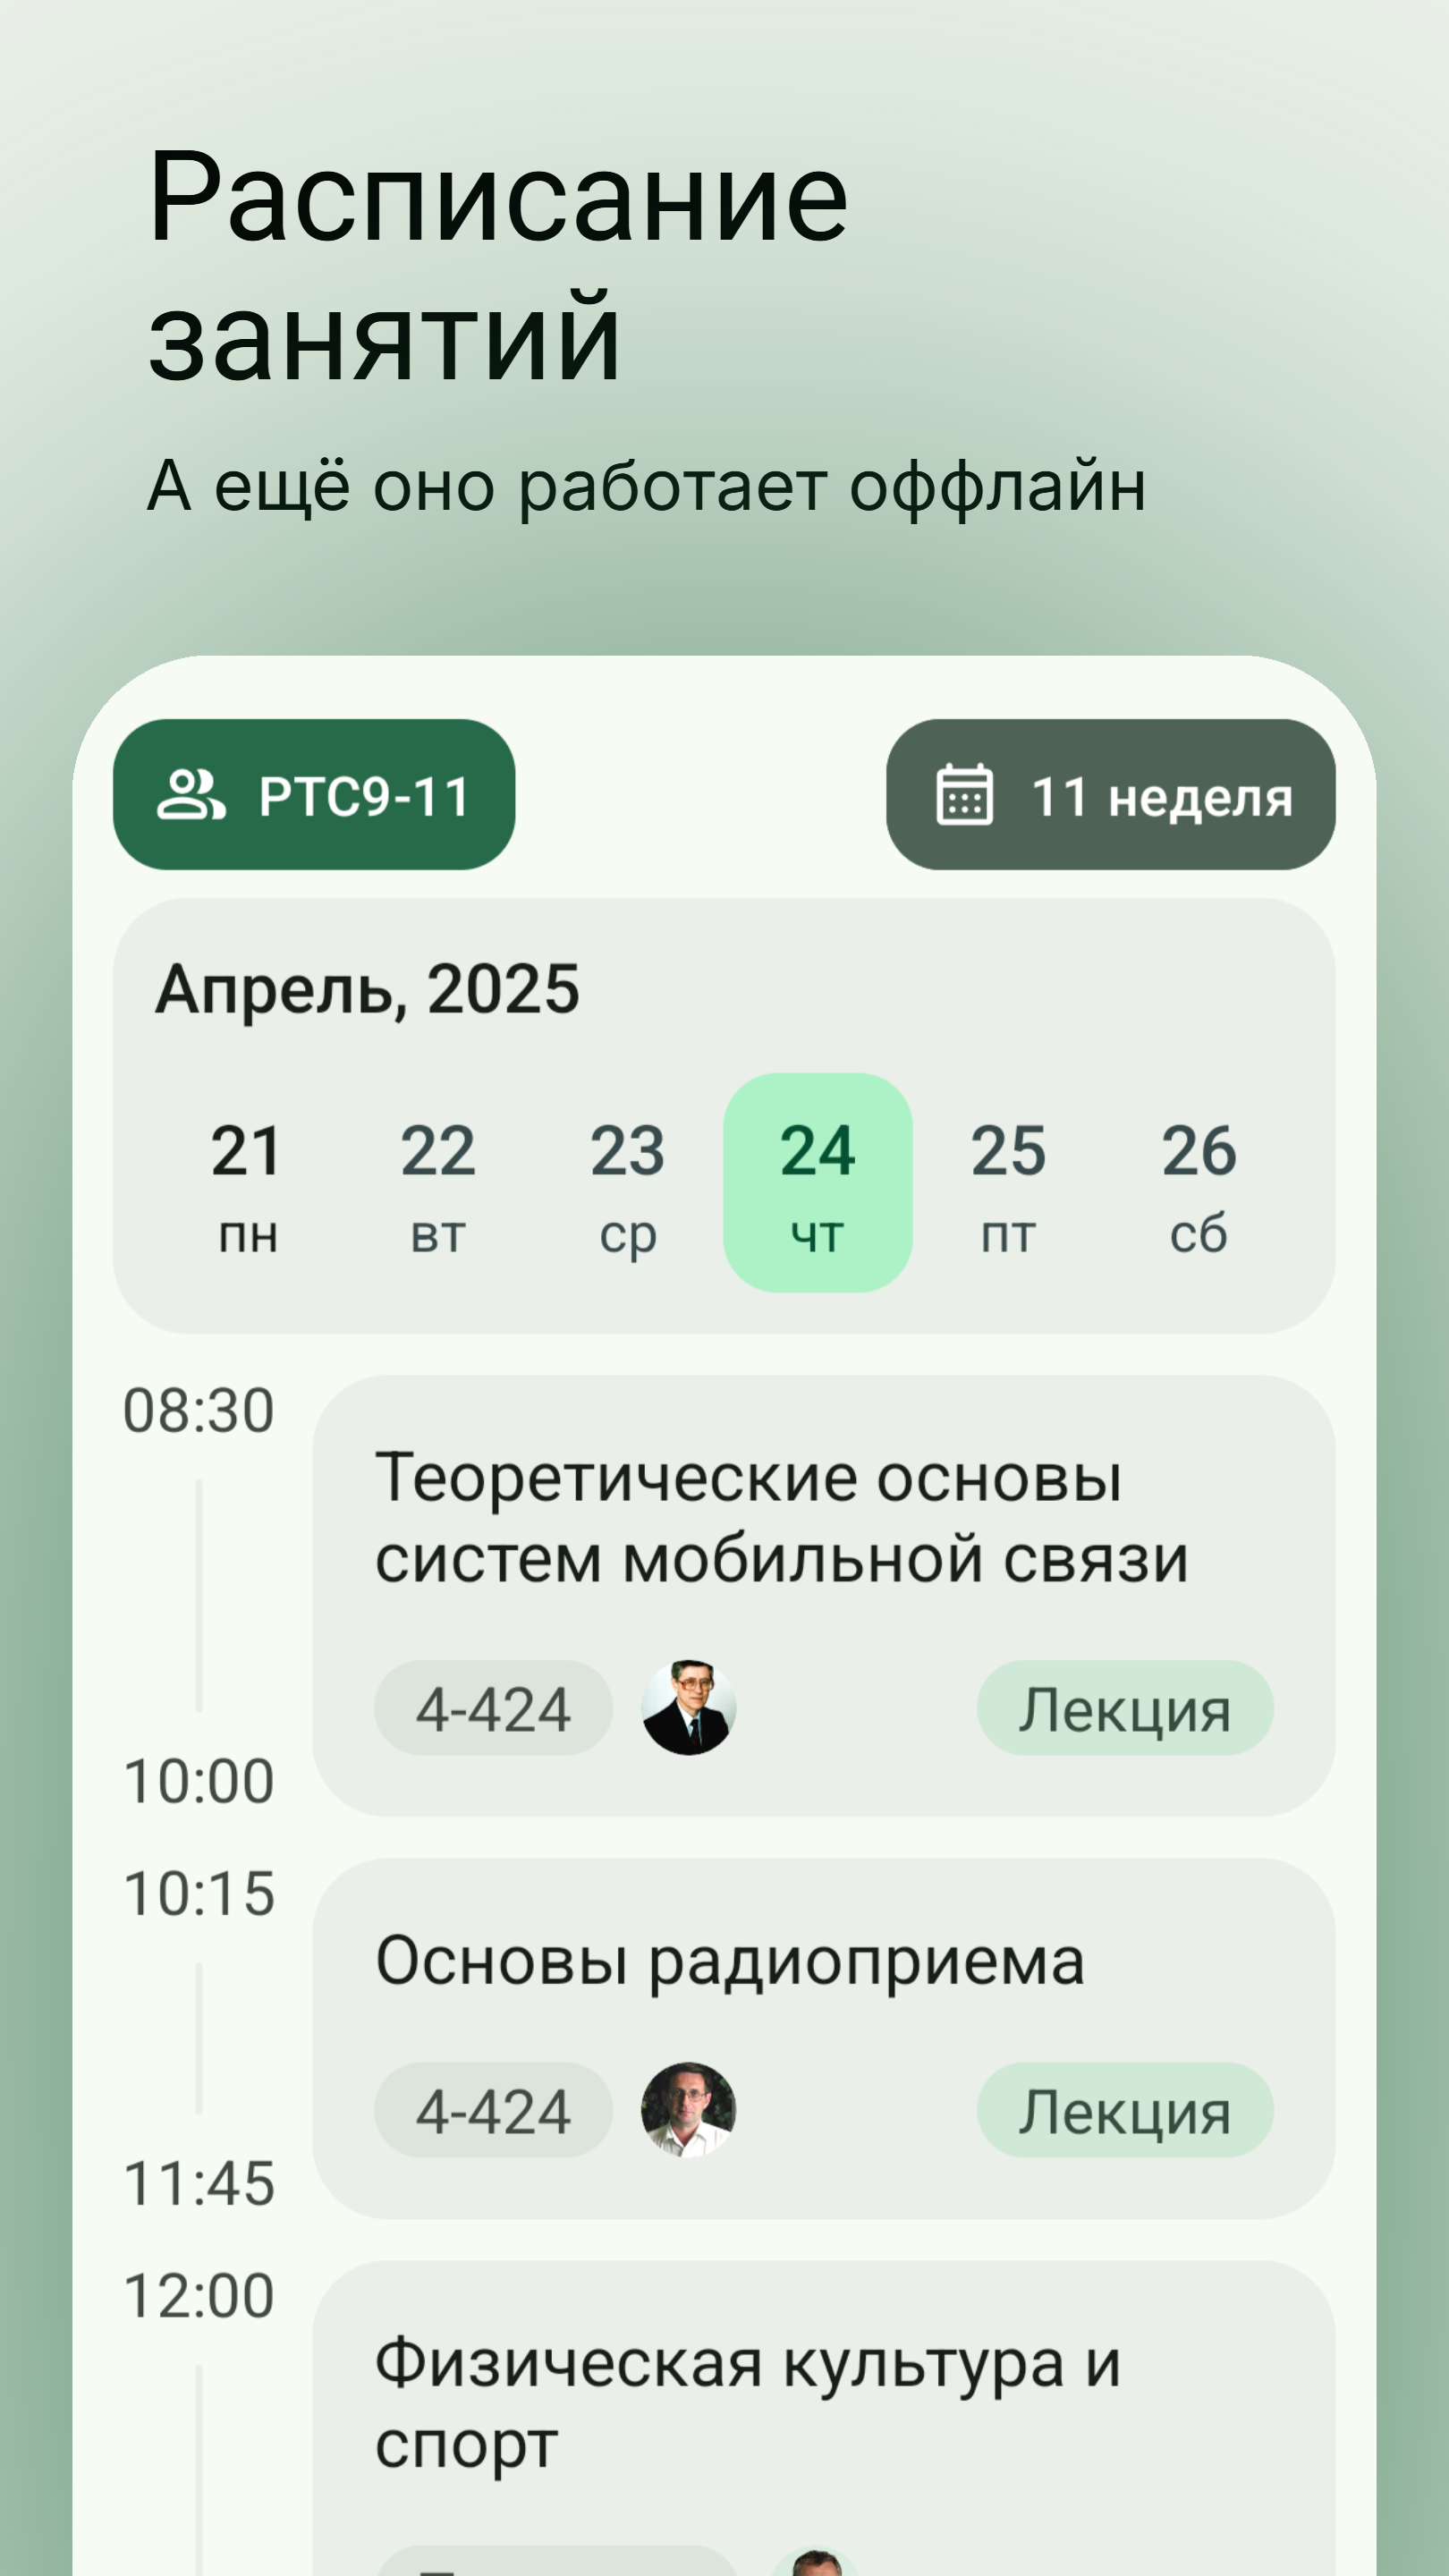 Расписание
занятий
А ещё оно работает оффлайн
РТС9-11
11 неделя
Апрель, 2025
21 22 23 24 25 26
пн вт ср чт пт сб
08:30
Теоретические основы
систем мобильной связи
4-424 Лекция
10:00
10:15
Основы радиоприема
4-424 Лекция
11:45
12:00
Физическая культура и
спорт